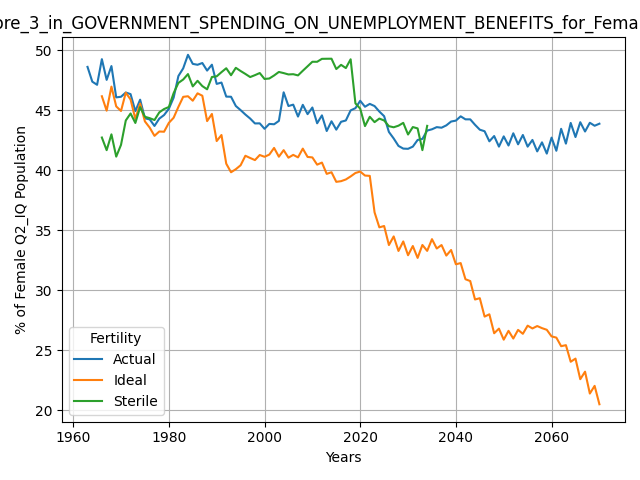 ore_3_in_GOVERNMENT_SPENDING_ON_UNEMPLOYMENT_BENEFITS_for_Fema
% of Female Q2_IQ Population
50
45
40
35
30
25
20
Fertility
Actual
Ideal
Sterile
1960 1980 2000 2020 2040 2060
Years